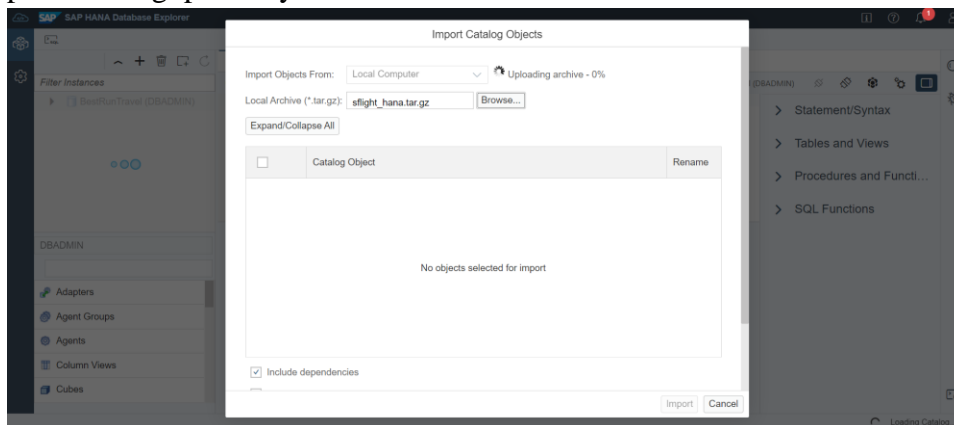 SAP SAP HANA Database Explorer
Import Catalog Objects
Import Objects From: Local Computer Uploading archive - 0%
Local Archive (*.tar.gz): sflight_hana.tar.gz Browse...
Expand/Collapse All
Catalog Object Rename
No objects selected for import
Include dependencies
Import Cancel
Filter Instances
BestRunTravel (DBADMIN)
DBADMIN
Adapters
Agent Groups
Agents
Column Views
Cubes
(DBADMIN)
Statement/Syntax
Tables and Views
Procedures and Functi...
SQL Functions
Loading Catalog